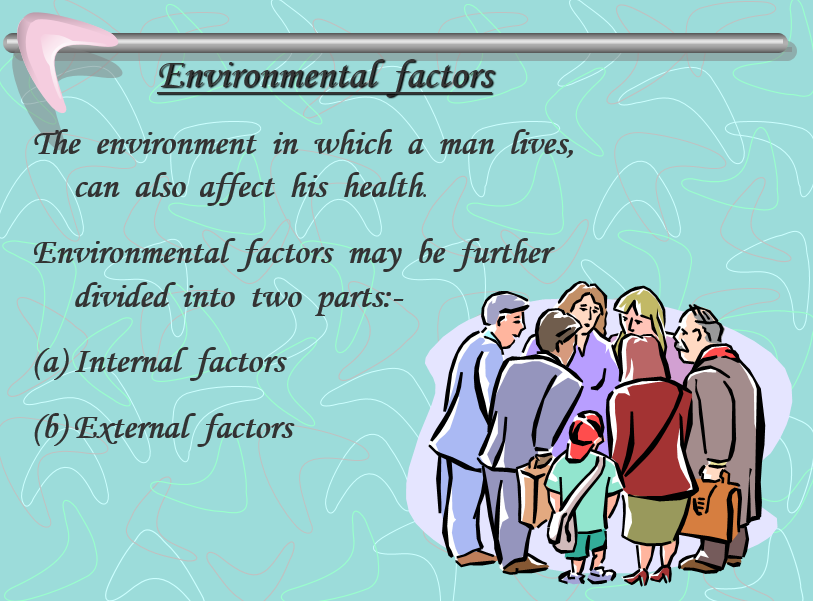 Environmental factors
The environment in which a man lives,
can also affect his health.
Environmental factors may be further
divided into two parts:-
(a) Internal factors
(b) External factors